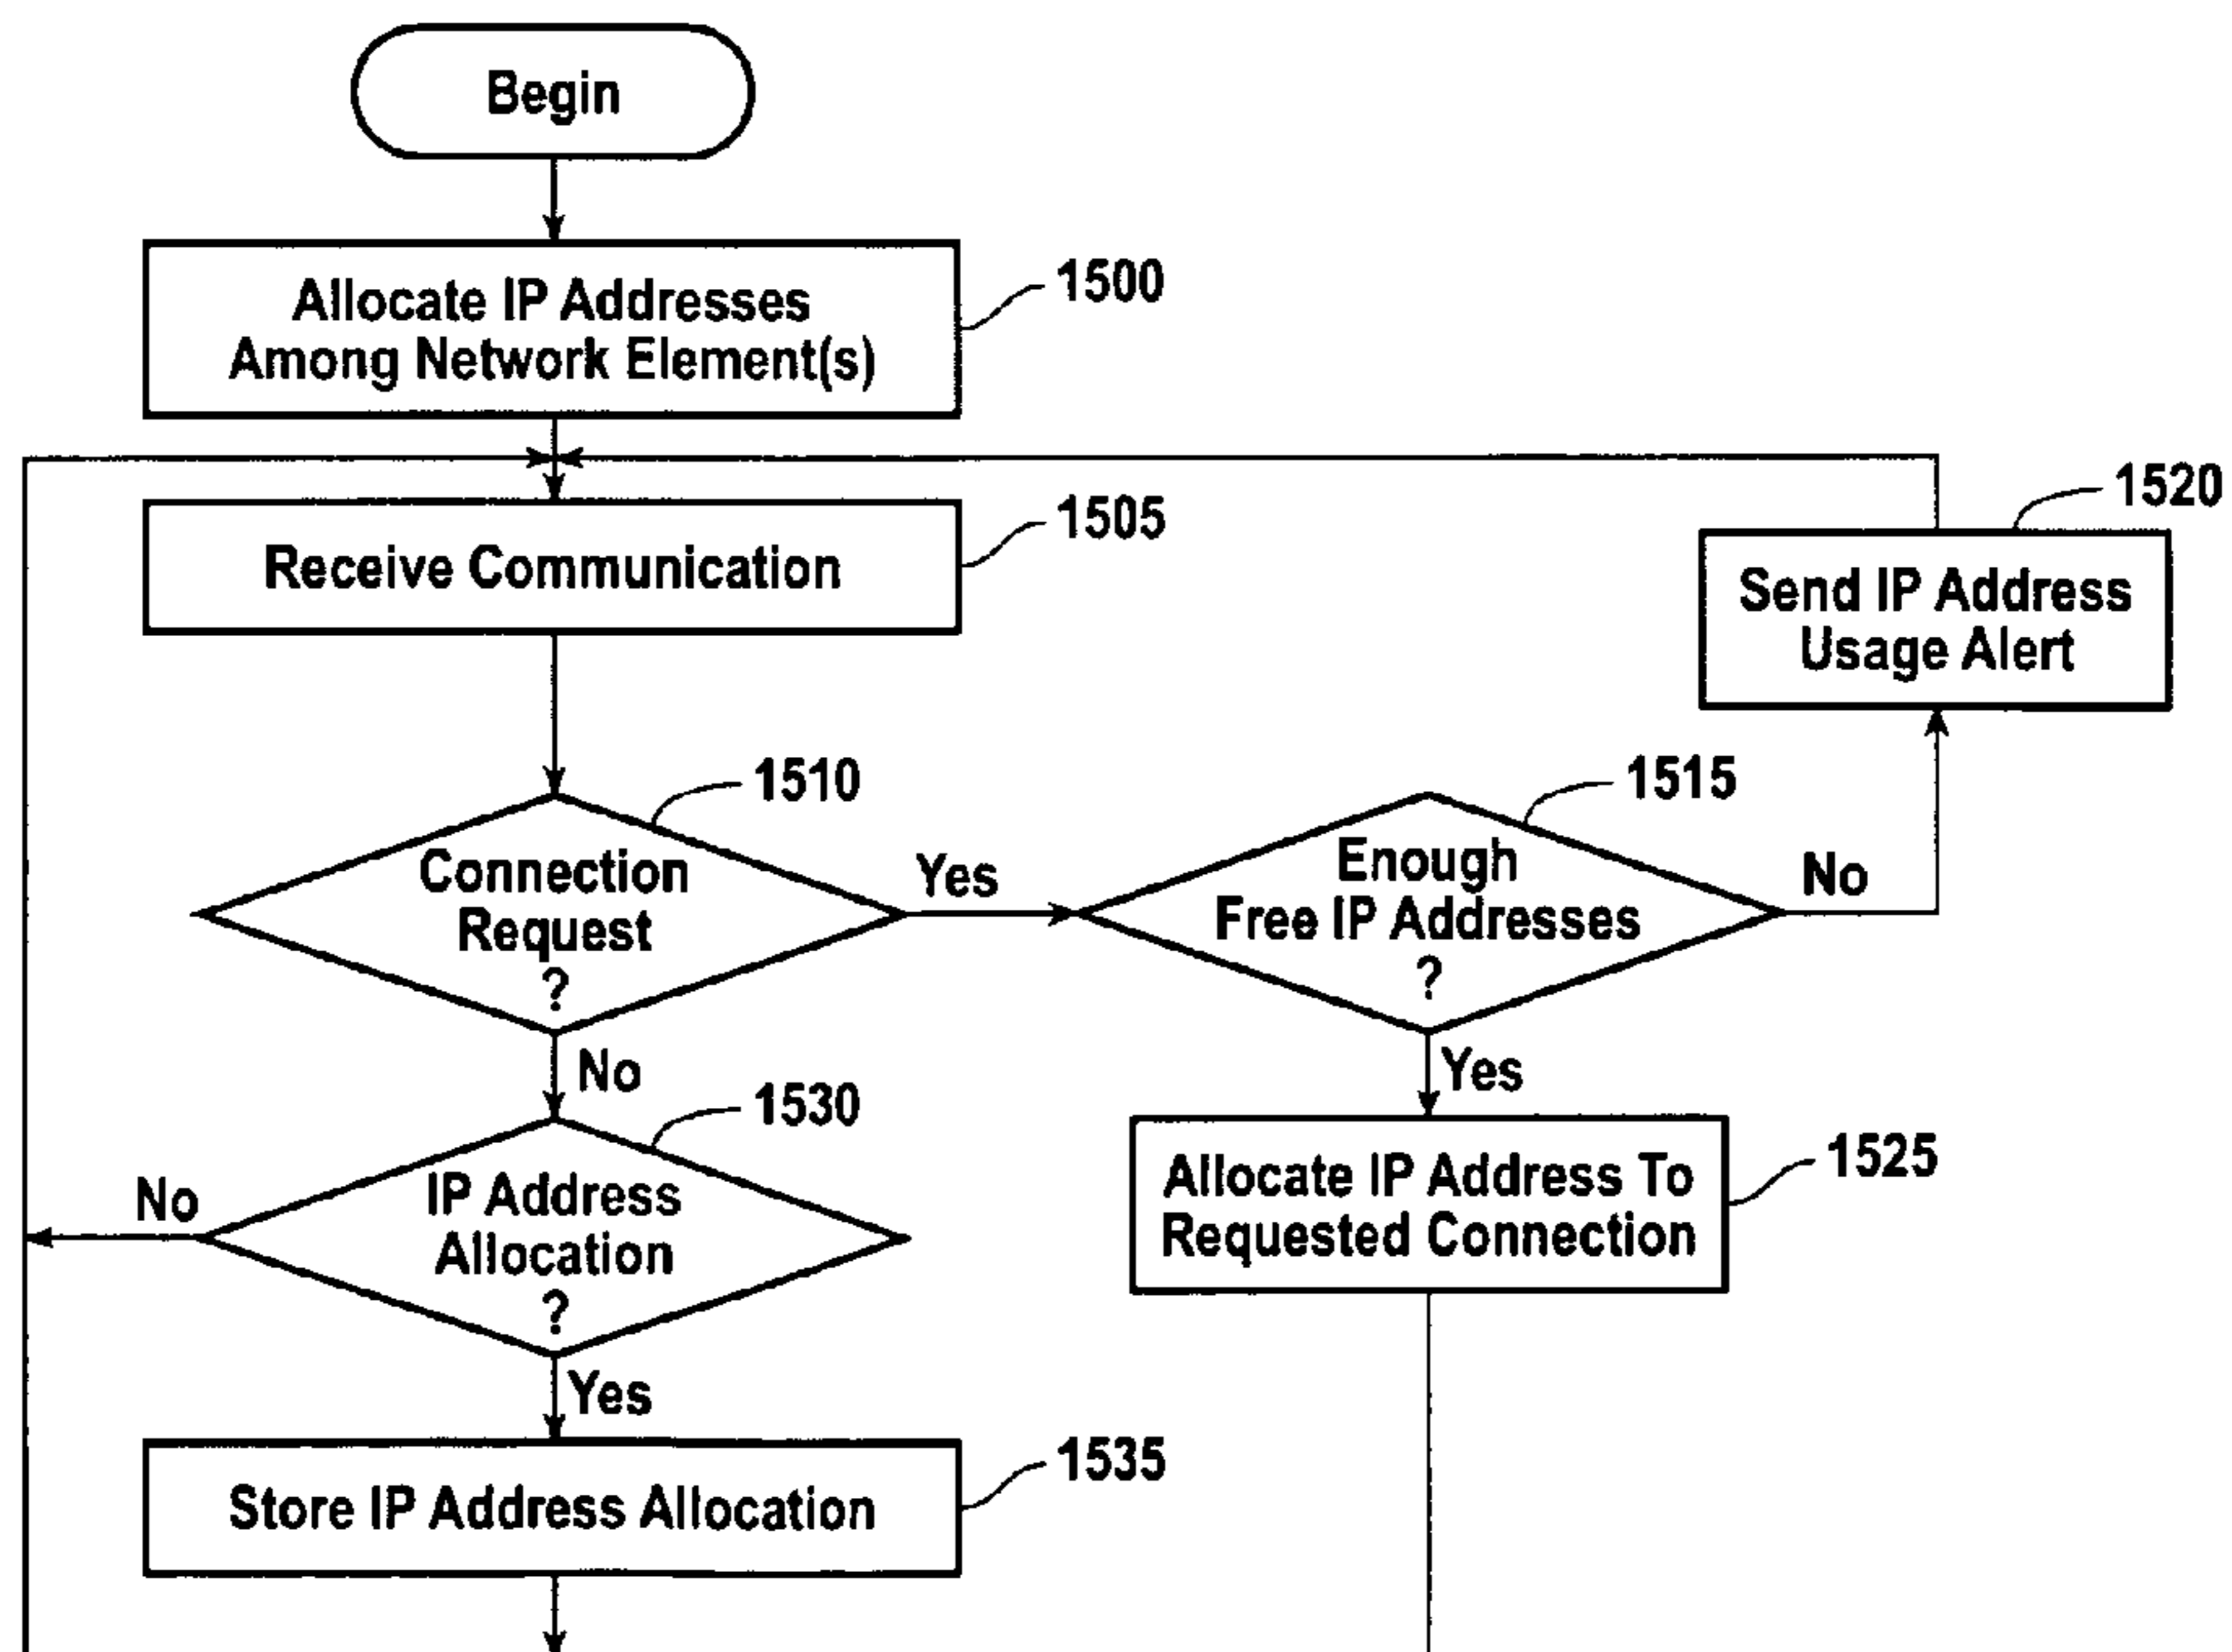 Begin
Allocate IP Addresses
Among Network Element(s)
1500
Receive Communication
1505
1520
Send IP Address
Usage Alert
1510
Connection
Request
?
Yes
1515
Enough
Free IP Addresses
?
No
No
Yes
1530
IP Address
Allocation
?
No
1525
Allocate IP Address To
Requested Connection
Yes
1535
Store IP Address Allocation